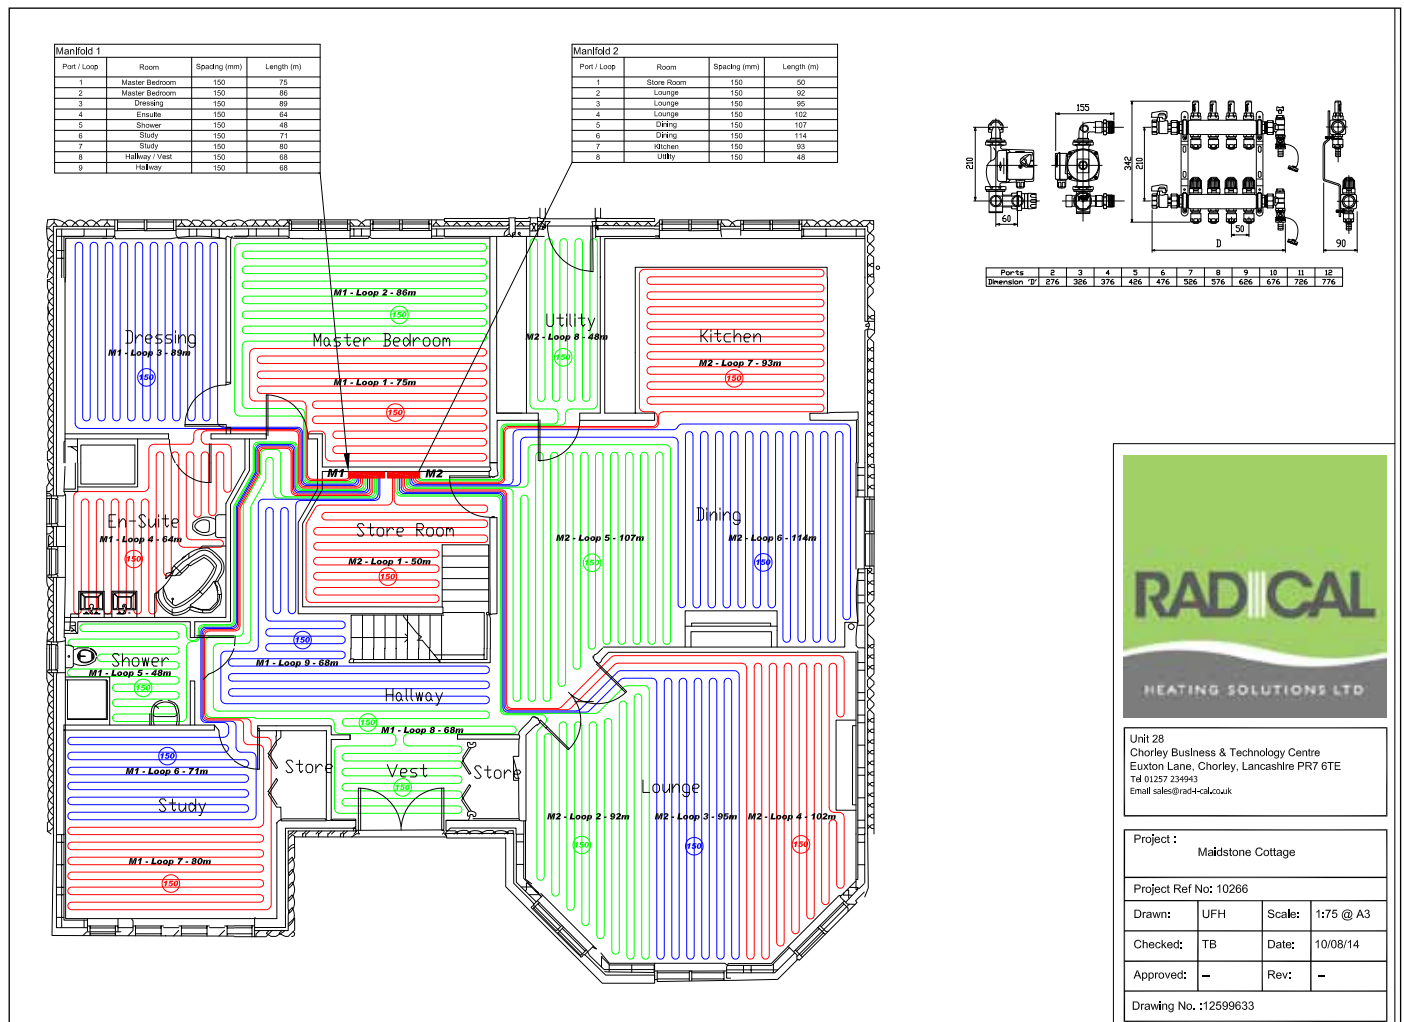 Manifold 1
Port / Loop Room Spacing (mm) Length (m)
1 Master Bedroom 150 75
2 Master Bedroom 150 86
3 Dressing 150 89
4 Ensuite 150 64
5 Shower 150 48
6 Study 150 71
7 Study 150 80
8 Hallway / Vest 150 68
9 Hallway 150 68
Manifold 2
Port / Loop Room Spacing (mm) Length (m)
1 Store Room 150 50
2 Lounge 150 92
3 Lounge 150 95
4 Lounge 150 102
5 Dining 150 107
6 Dining 150 114
7 Kitchen 150 93
8 Utility 150 48
155
210
60
342
210
50
D
90
Ports 2 3 4 5 6 7 8 9 10 11 12
Dimension 'D' 276 326 376 426 476 526 576 626 676 726 776
M1 - Loop 2 - 86m
150
Master Bedroom
M1 - Loop 1 - 75m
150
Dressing
M1 - Loop 3 - 89m
150
Utility
M2 - Loop 8 - 48m
150
Kitchen
M2 - Loop 7 - 93m
150
M1
M2
En-Suite
M1 - Loop 4 - 64m
150
Store Room
M2 - Loop 1 - 50m
150
Dining
M2 - Loop 5 - 107m
150
M2 - Loop 6 - 114m
150
Shower
M1 - Loop 5 - 48m
150
150
M1 - Loop 9 - 68m
Hallway
150
M1 - Loop 8 - 68m
150
M1 - Loop 6 - 71m
Study
M1 - Loop 7 - 80m
150
Store
Vest
150
Store
Lounge
M2 - Loop 2 - 92m
150
M2 - Loop 3 - 95m
150
M2 - Loop 4 - 102m
150
RADICAL
HEATING SOLUTIONS LTD
Unit 28
Chorley Business & Technology Centre
Euxton Lane, Chorley, Lancashire PR7 6TE
Tel 01257 234943
Email sales@rad-i-cal.co.uk
Project :
Maidstone Cottage
Project Ref No: 10266
Drawn: UFH Scale: 1:75 @ A3
Checked: TB Date: 10/08/14
Approved: – Rev: –
Drawing No. :12599633